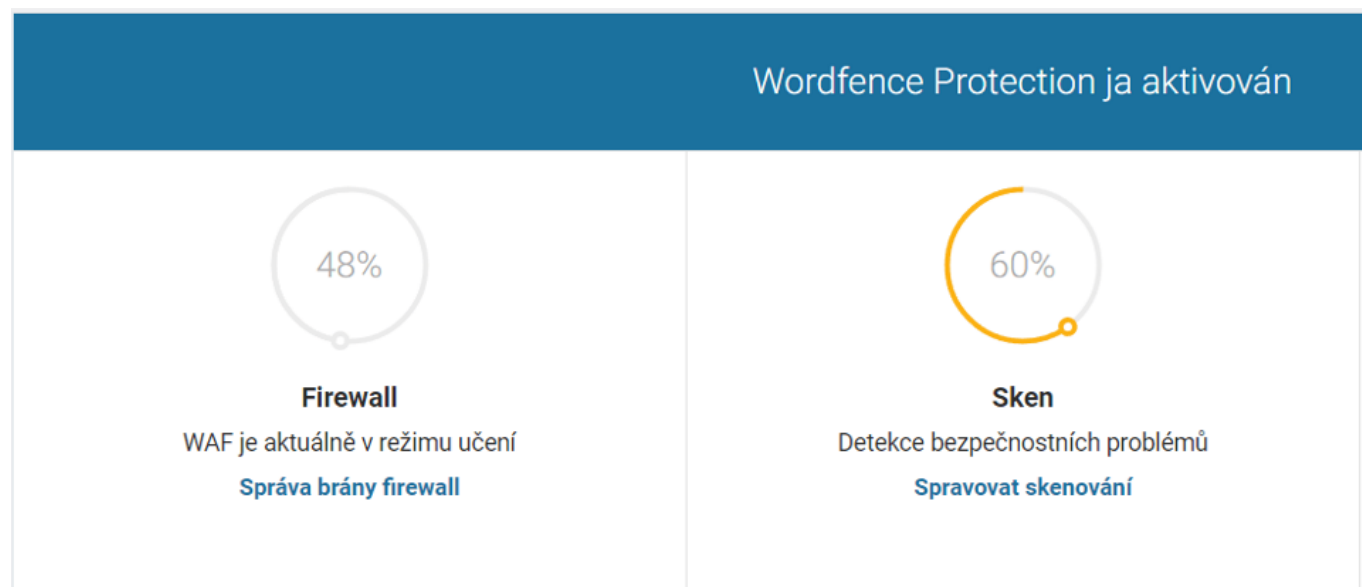 Wordfence Protection ja aktivován
48%
Firewall
WAF je aktuálně v režimu učení
Správa brány firewall
60%
Sken
Detekce bezpečnostních problémů
Spravovat skenování